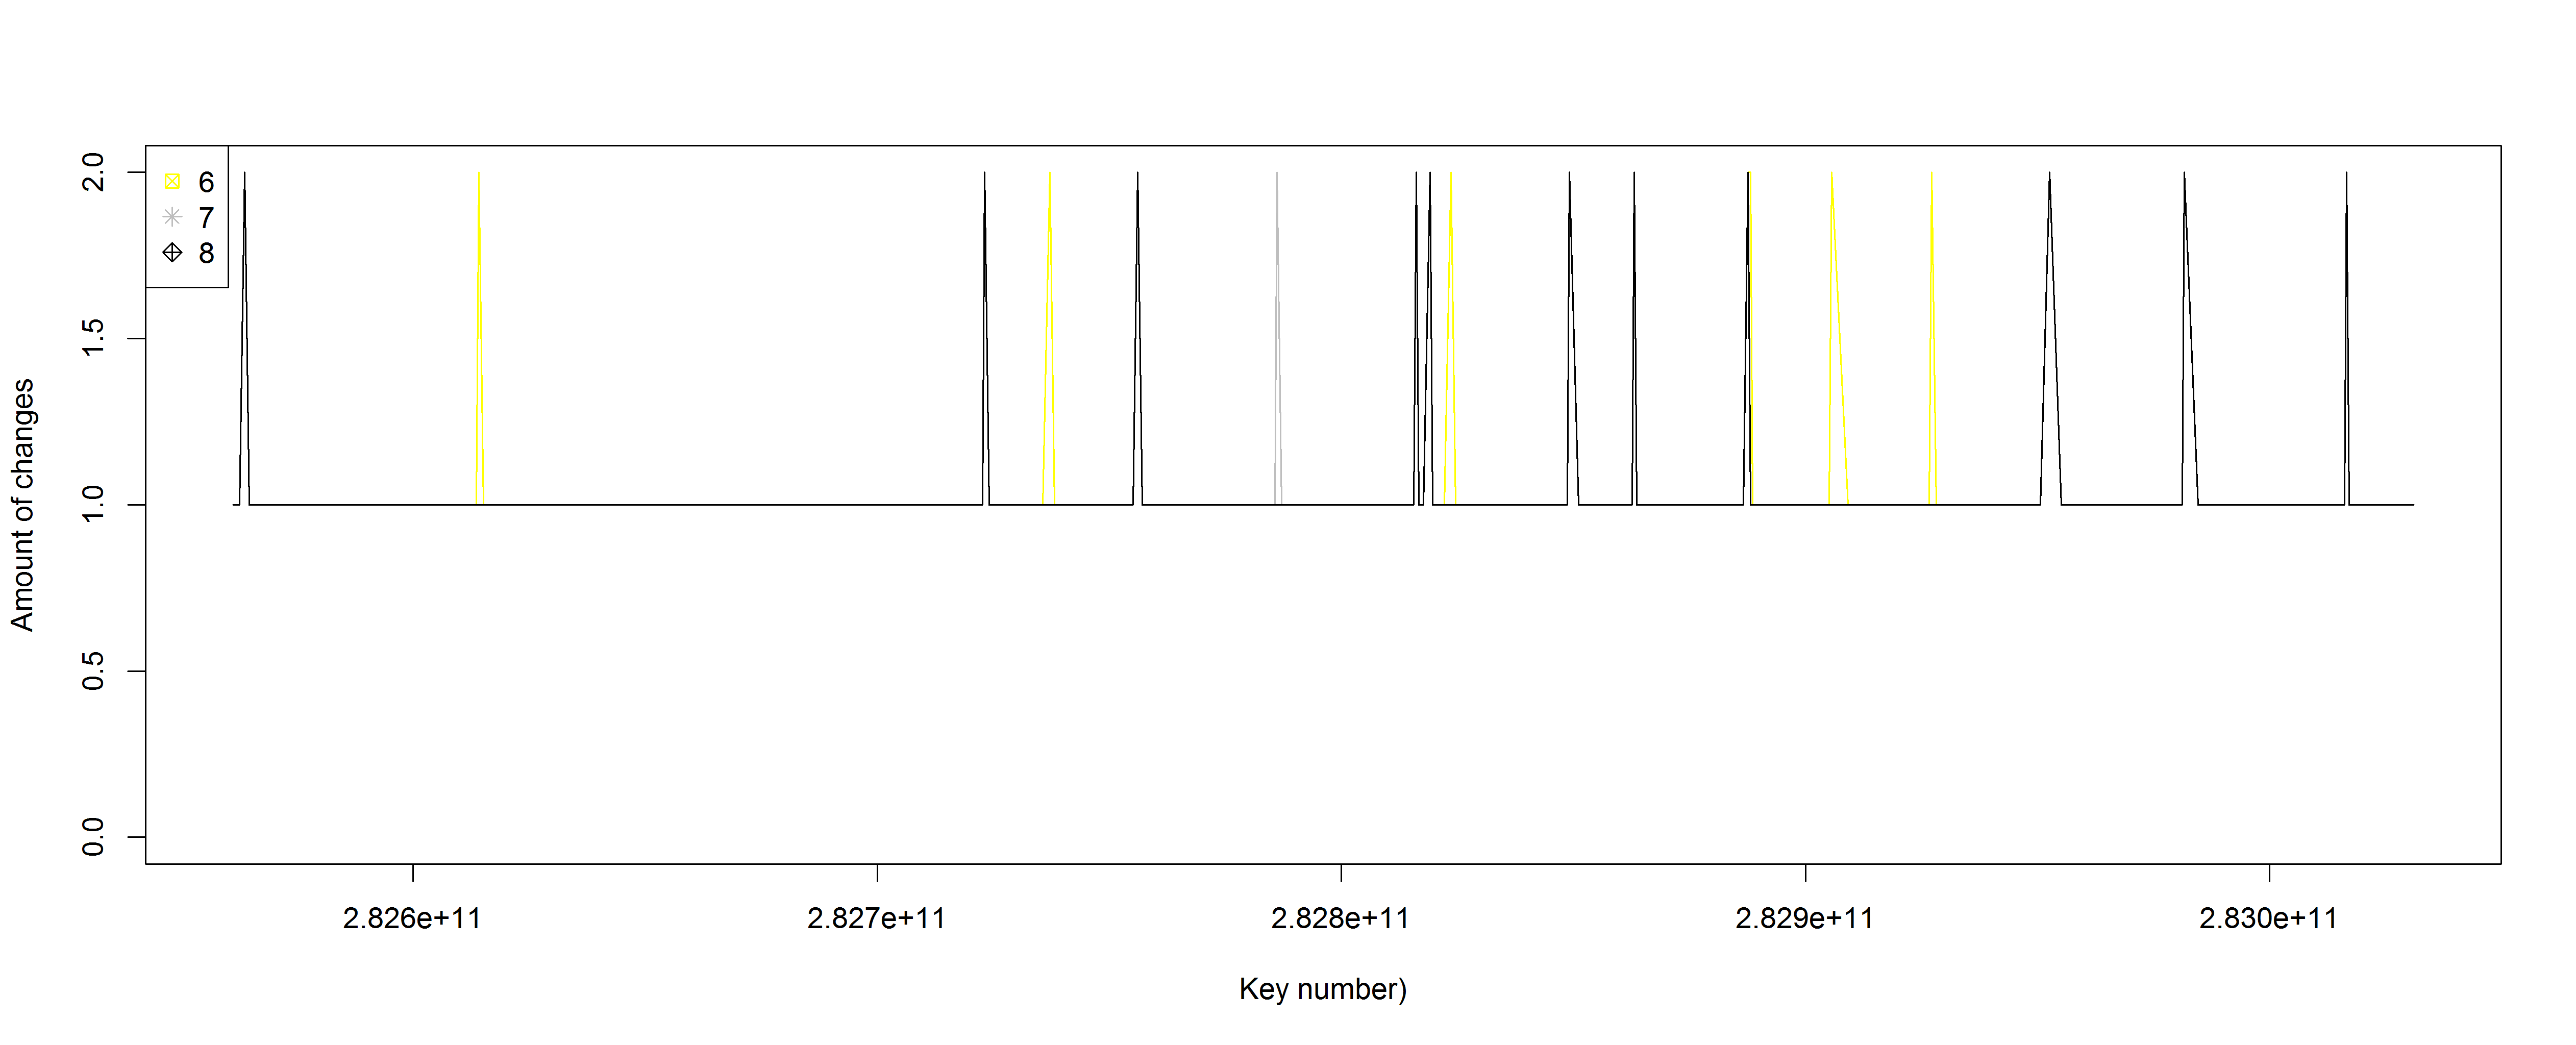 6
7
8
2.0
1.5
1.0
0.5
0.0
Amount of changes
2.826e+11
2.827e+11
2.828e+11
2.829e+11
2.830e+11
Key number)